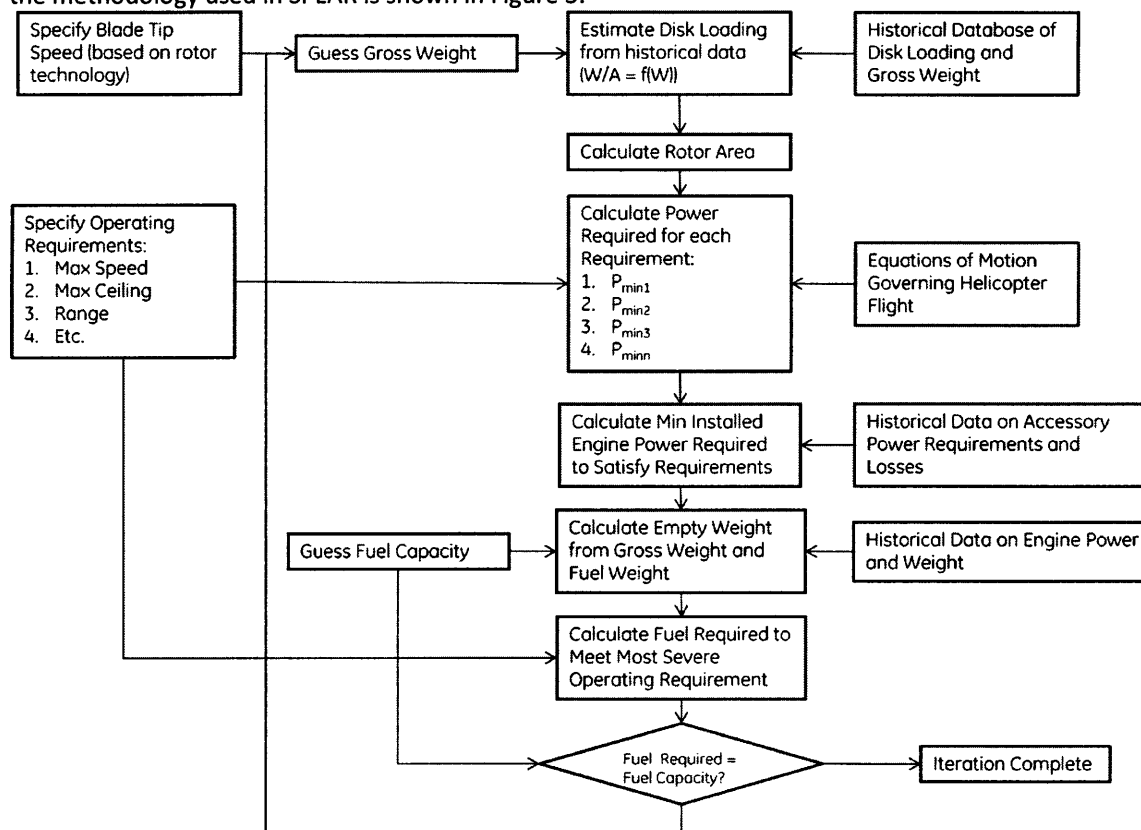 the methodology used in SPEAR is shown in Figure 3.
Specify Blade Tip
Speed (based on rotor
technology)
Guess Gross Weight
Estimate Disk Loading
from historical data
(W/A = f(W))
Historical Database of
Disk Loading and
Gross Weight
Calculate Rotor Area
Specify Operating
Requirements:
1. Max Speed
2. Max Ceiling
3. Range
4. Etc.
Calculate Power
Required for each
Requirement:
1. Pmin1
2. Pmin2
3. Pmin3
4. Pminn
Equations of Motion
Governing Helicopter
Flight
Calculate Min Installed
Engine Power Required
to Satisfy Requirements
Historical Data on Accessory
Power Requirements and
Losses
Guess Fuel Capacity
Calculate Empty Weight
from Gross Weight and
Fuel Weight
Historical Data on Engine Power
and Weight
Calculate Fuel Required to
Meet Most Severe
Operating Requirement
Fuel Required =
Fuel Capacity?
Iteration Complete